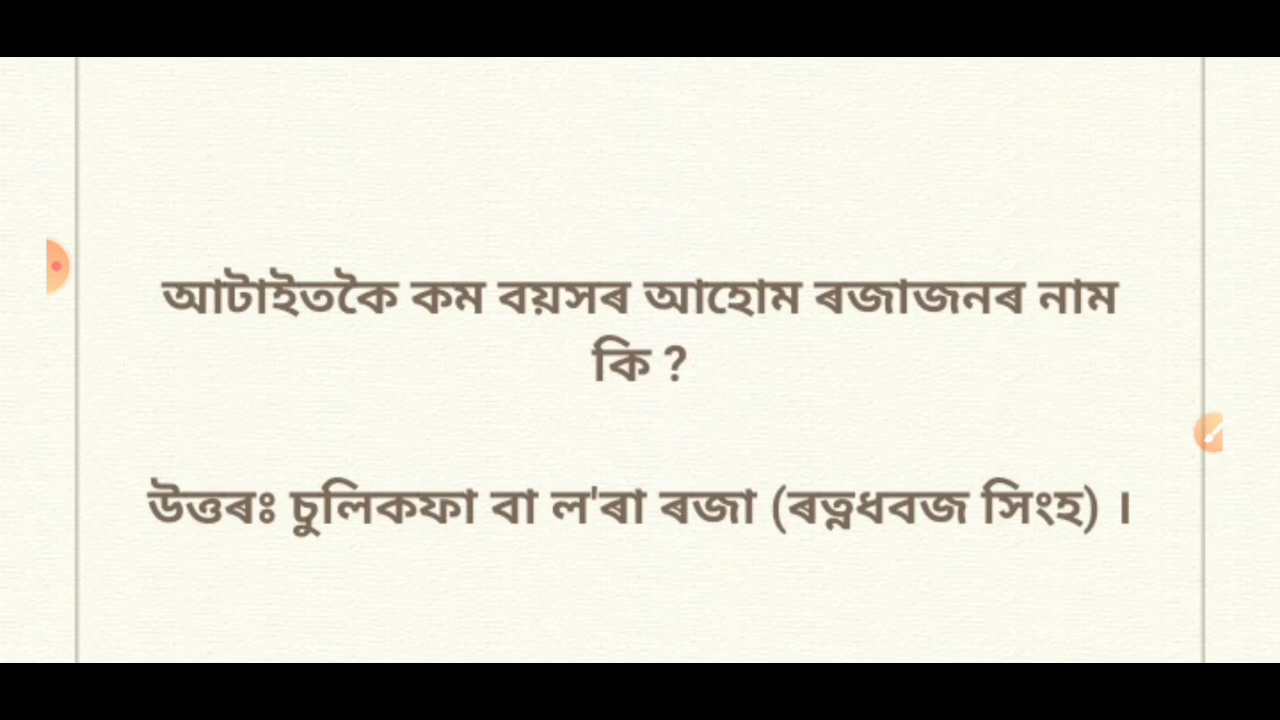 আটাইতকৈ কম বয়সৰ আহোম ৰজাজনৰ নাম
কি ?
উত্তৰঃ চুলিকফা বা ল'ৰা ৰজা (ৰত্নধবজ সিংহ) ।